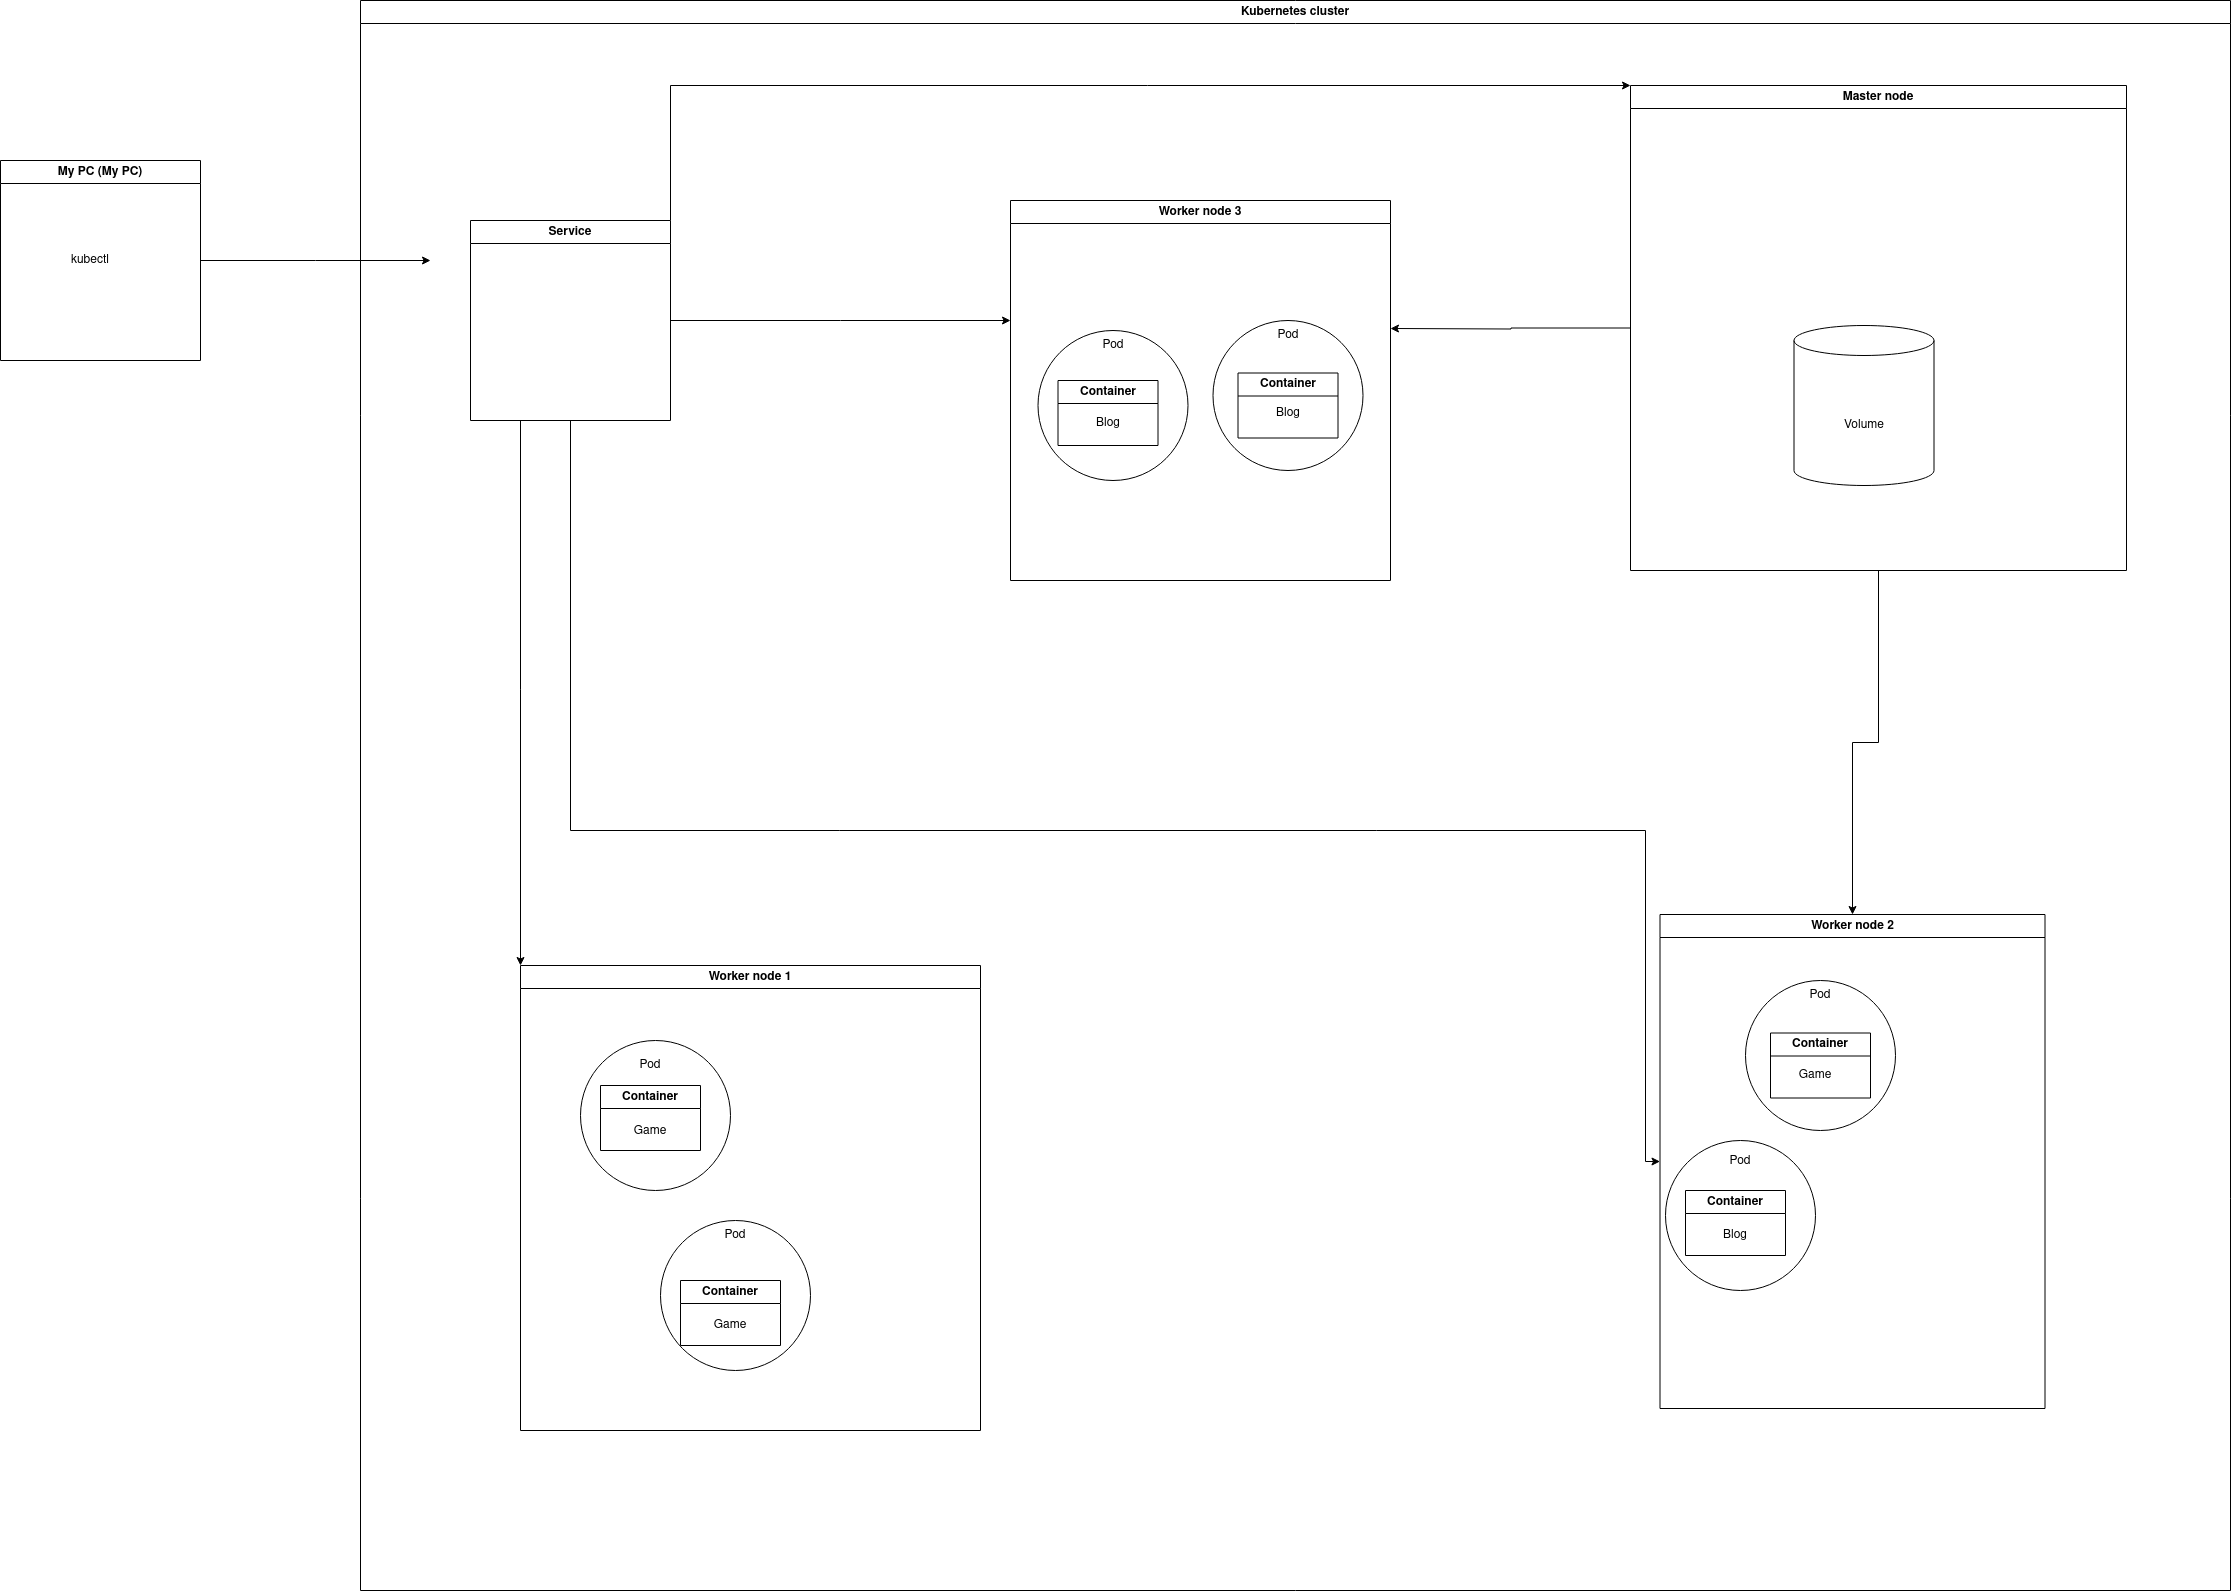 Kubernetes cluster
Master node
My PC (My PC)
kubectl
Service
Worker node 3
Pod
Container
Blog
Pod
Container
Blog
Volume
Worker node 1
Pod
Container
Game
Pod
Container
Game
Worker node 2
Pod
Container
Game
Pod
Container
Blog